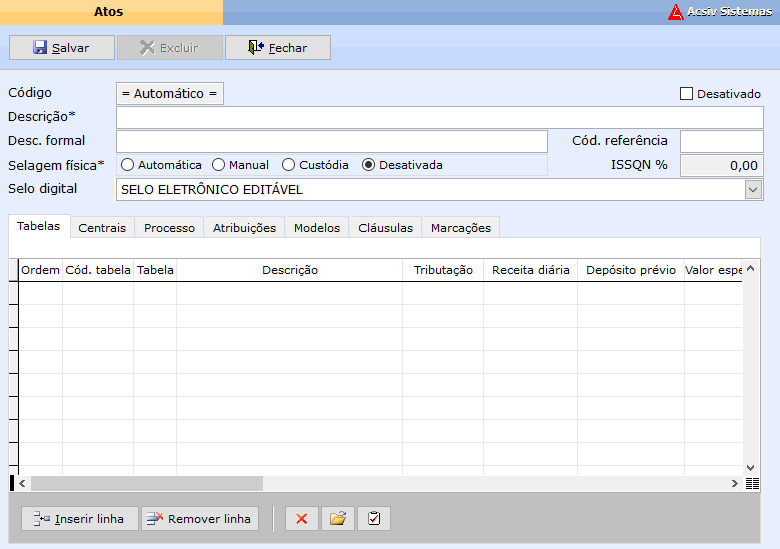 Atos
Acsiv Sistemas
Salvar
Excluir
Fechar
Código = Automático = Desativado
Descrição*
Desc. formal Cód. referência
Selagem física* Automática Manual Custódia Desativada ISSQN % 0,00
Selo digital SELO ELETRÔNICO EDITÁVEL
Tabelas Centrais Processo Atribuições Modelos Cláusulas Marcações
Ordem Cód. tabela Tabela Descrição Tributação Receita diária Depósito prévio Valor espe
Inserir linha Remover linha